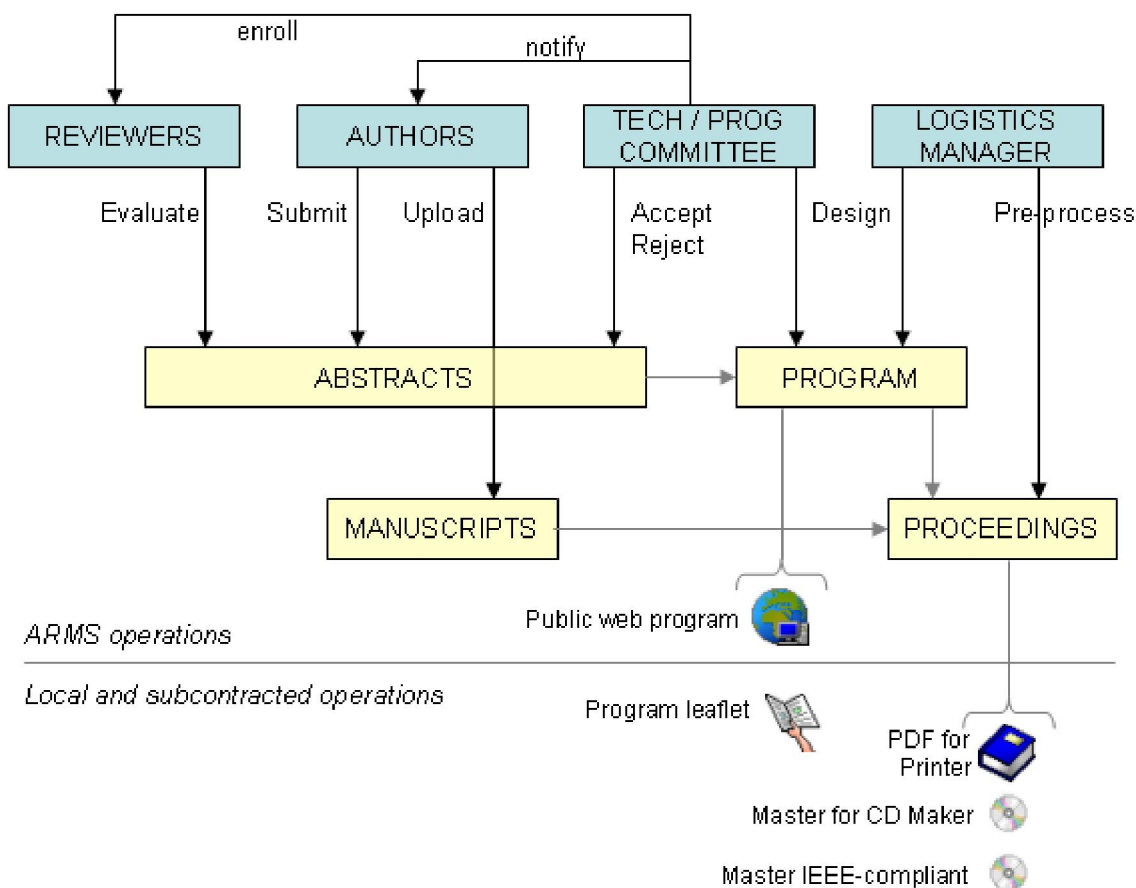 enroll
notify
REVIEWERS
AUTHORS
TECH / PROG
COMMITTEE
LOGISTICS
MANAGER
Evaluate
Submit
Upload
Accept
Reject
Design
Pre-process
ABSTRACTS
PROGRAM
MANUSCRIPTS
PROCEEDINGS
Public web program
ARMS operations
Local and subcontracted operations
Program leaflet
PDF for
Printer
Master for CD Maker
Master IEEE-compliant